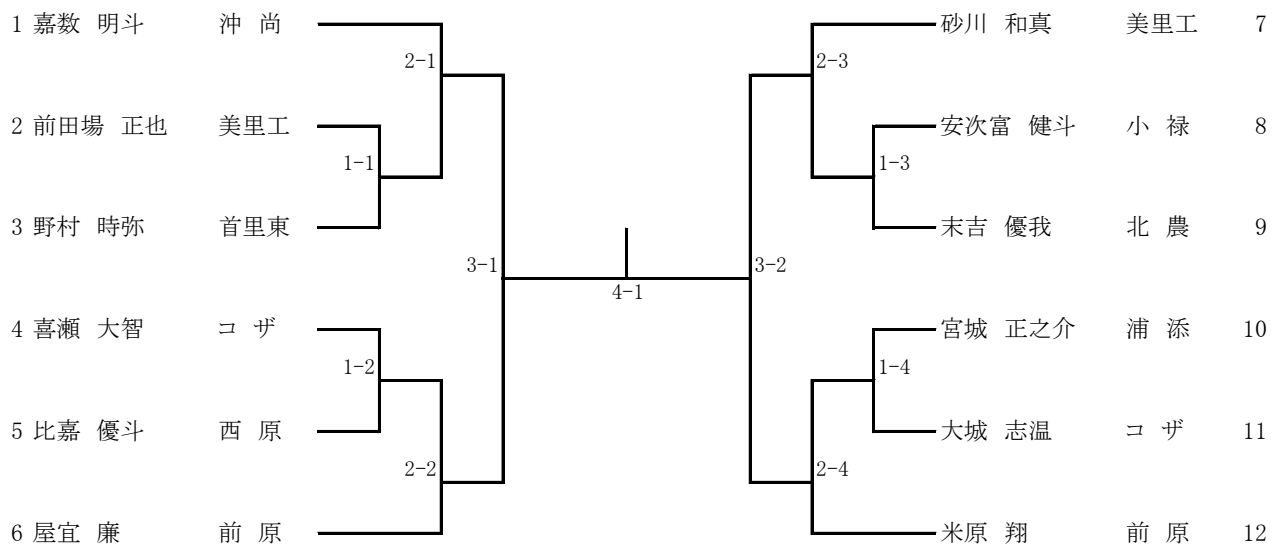 1 嘉数 明斗 沖 尚
砂川 和真 美里工 7
2-1
2-3
2 前田場 正也 美里工
安次富 健斗 小 禄 8
1-1
1-3
3 野村 時弥 首里東
末吉 優我 北 農 9
3-1
3-2
4-1
4 喜瀬 大智 コ ザ
宮城 正之介 浦 添 10
1-2
1-4
5 比嘉 優斗 西 原
大城 志温 コ ザ 11
2-2
2-4
6 屋宜 廉 前 原
米原 翔 前 原 12